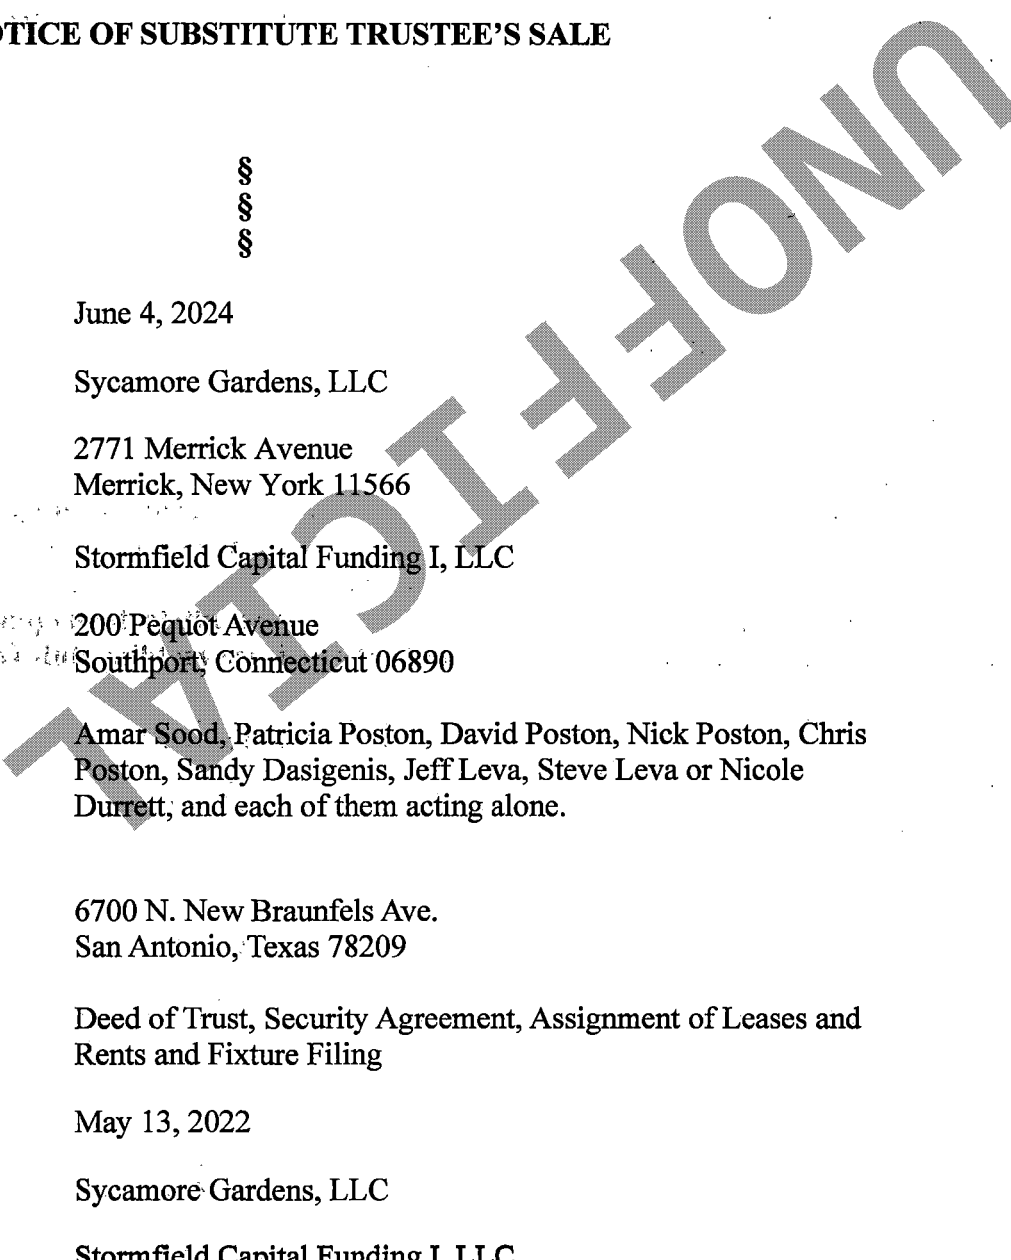 OTICE OF SUBSTITUTE TRUSTEE'S SALE
§
§
§
June 4, 2024
Sycamore Gardens, LLC
2771 Merrick Avenue
Merrick, New York 11566
Stormfield Capital Funding I, LLC
200 Pequot Avenue
Southport, Connecticut 06890
Amar Sood, Patricia Poston, David Poston, Nick Poston, Chris
Poston, Sandy Dasigenis, Jeff Leva, Steve Leva or Nicole
Durrett, and each of them acting alone.
6700 N. New Braunfels Ave.
San Antonio, Texas 78209
Deed of Trust, Security Agreement, Assignment of Leases and
Rents and Fixture Filing
May 13, 2022
Sycamore Gardens, LLC
Stormfield Capital Funding I, LLC
UNOFFICIAL